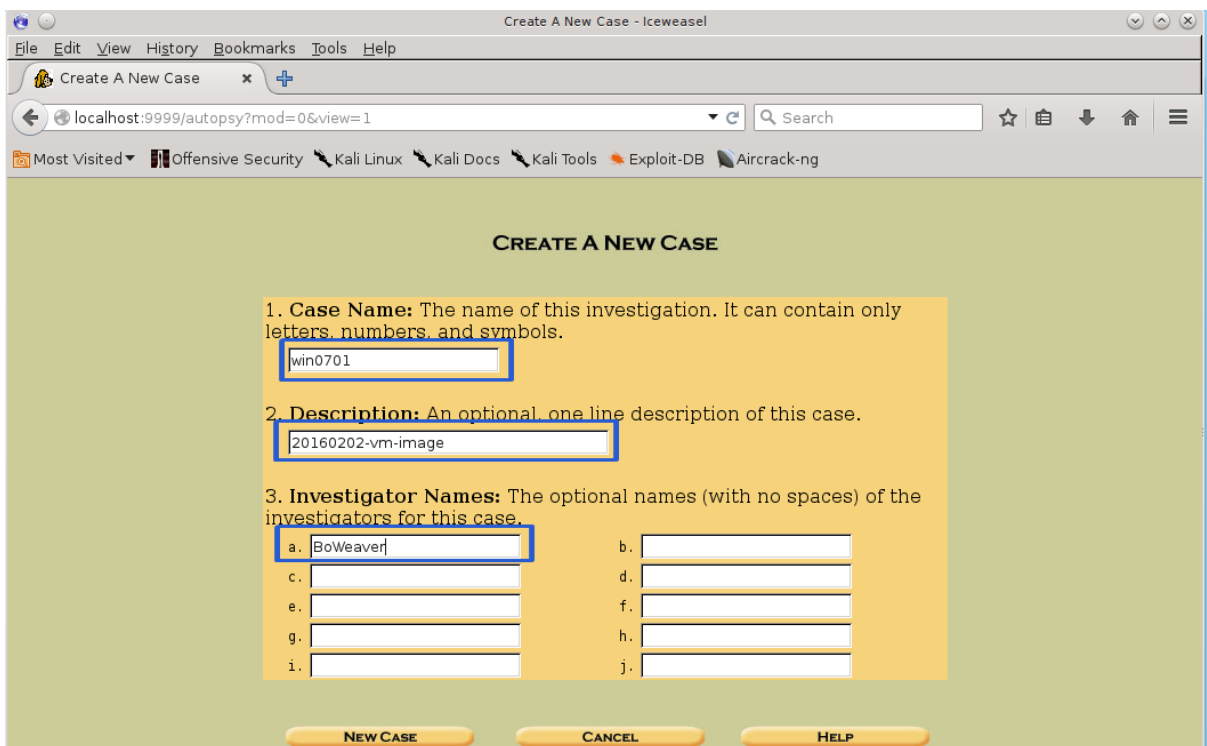 Create A New Case - Iceweasel
File Edit View History Bookmarks Tools Help
Create A New Case
localhost:9999/autopsy?mod=0&view=1 Search
Most Visited Offensive Security Kali Linux Kali Docs Kali Tools Exploit-DB Aircrack-ng
CREATE A NEW CASE
1. Case Name: The name of this investigation. It can contain only
letters, numbers, and symbols.
win0701
2. Description: An optional, one line description of this case.
20160202-vm-image
3. Investigator Names: The optional names (with no spaces) of the
investigators for this case.
a. BoWeaver b.
c. d.
e. f.
g. h.
i. j.
NEW CASE CANCEL HELP